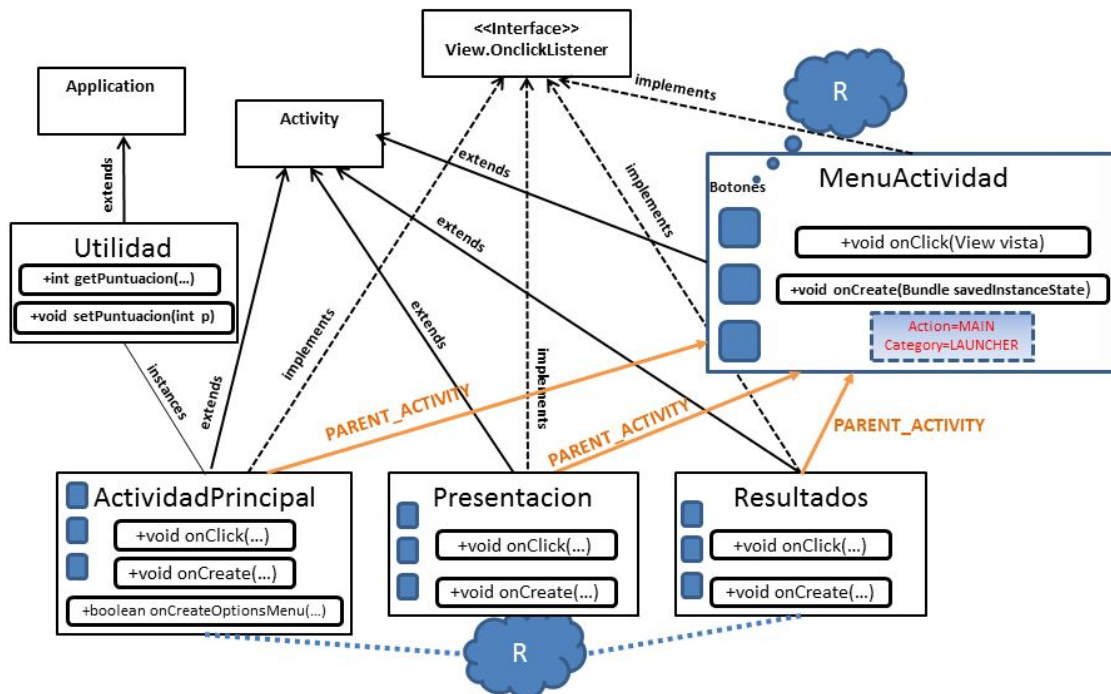 <<Interface>>
View.OnclickListener
Application
Activity
R
implements
extends
extends
Botones
MenuActividad
+void onClick(View vista)
+void onCreate(Bundle savedInstanceState)
Action=MAIN
Category=LAUNCHER
Utilidad
+int getPuntuacion(...)
+void setPuntuacion(int p)
implements
extends
implements
extends
implements
instances
extends
PARENT_ACTIVITY
PARENT_ACTIVITY
PARENT_ACTIVITY
ActividadPrincipal
+void onClick(...)
+void onCreate(...)
+boolean onCreateOptionsMenu(...)
Presentacion
+void onClick(...)
+void onCreate(...)
Resultados
+void onClick(...)
+void onCreate(...)
R